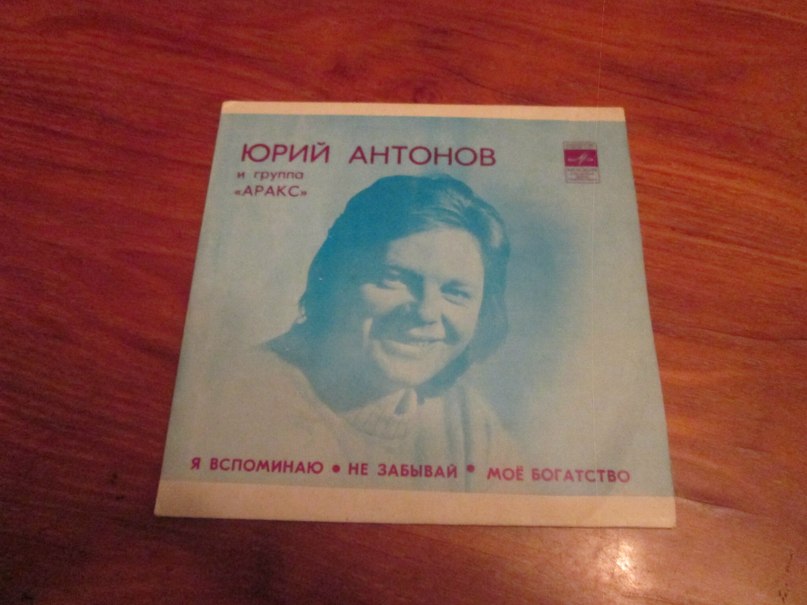 ЮРИЙ АНТОНОВ
и группа
«АРАКС»
Я ВСПОМИНАЮ • НЕ ЗАБЫВАЙ • МОЁ БОГАТСТВО